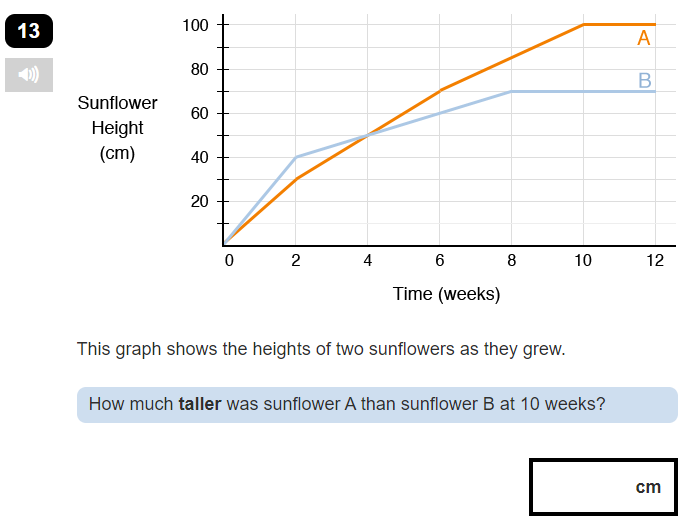 13
100
80
60
40
20
Sunflower
Height
(cm)
A
B
0 2 4 6 8 10 12
Time (weeks)
This graph shows the heights of two sunflowers as they grew.
How much taller was sunflower A than sunflower B at 10 weeks?
cm